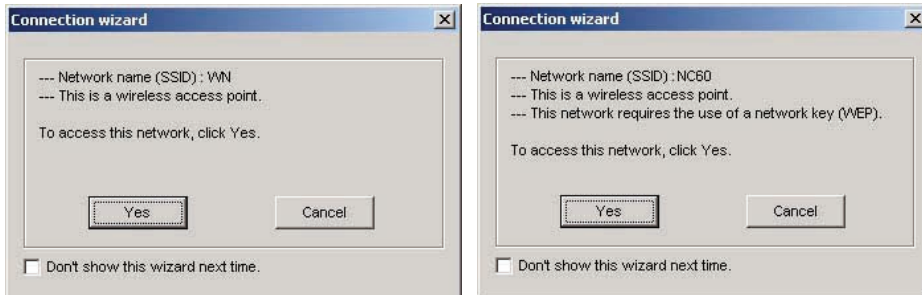 Connection wizard
--- Network name (SSID) : WN
--- This is a wireless access point.
To access this network, click Yes.
Yes
Cancel
Don't show this wizard next time.
Connection wizard
--- Network name (SSID) :NC60
--- This is a wireless access point.
--- This network requires the use of a network key (WEP).
To access this network, click Yes.
Yes
Cancel
Don't show this wizard next time.